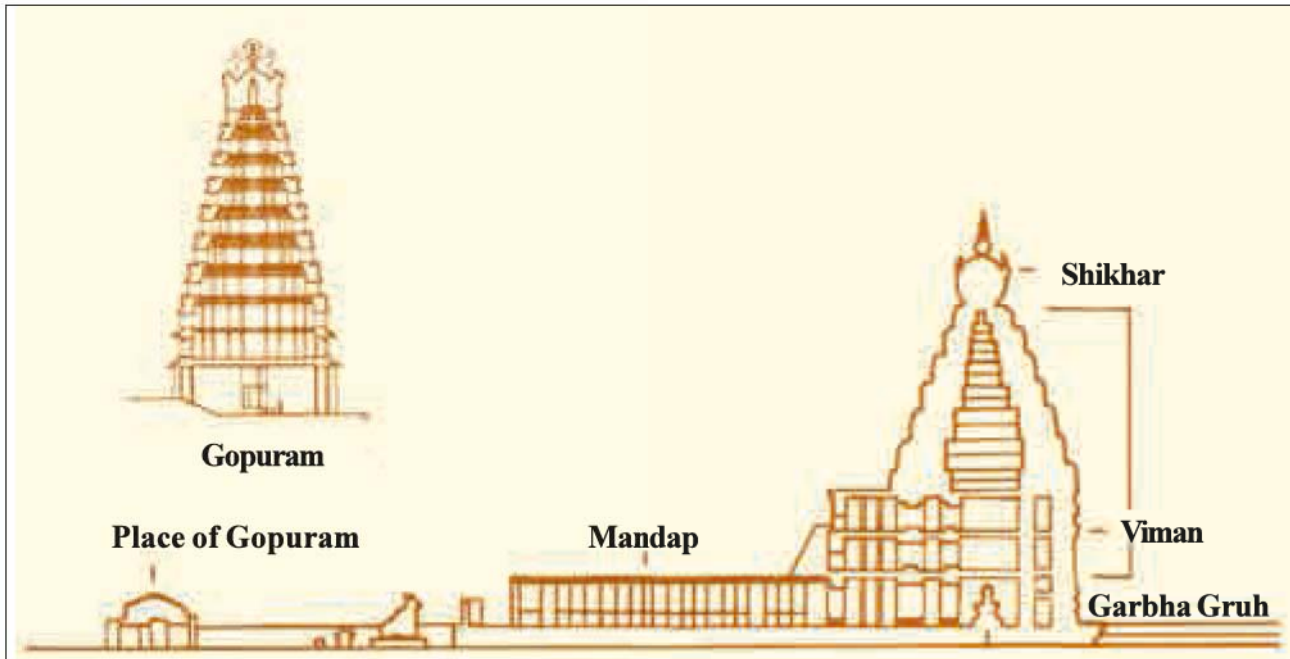 Gopuram
Shikhar
Place of Gopuram
Mandap
Viman
Garbha Gruh